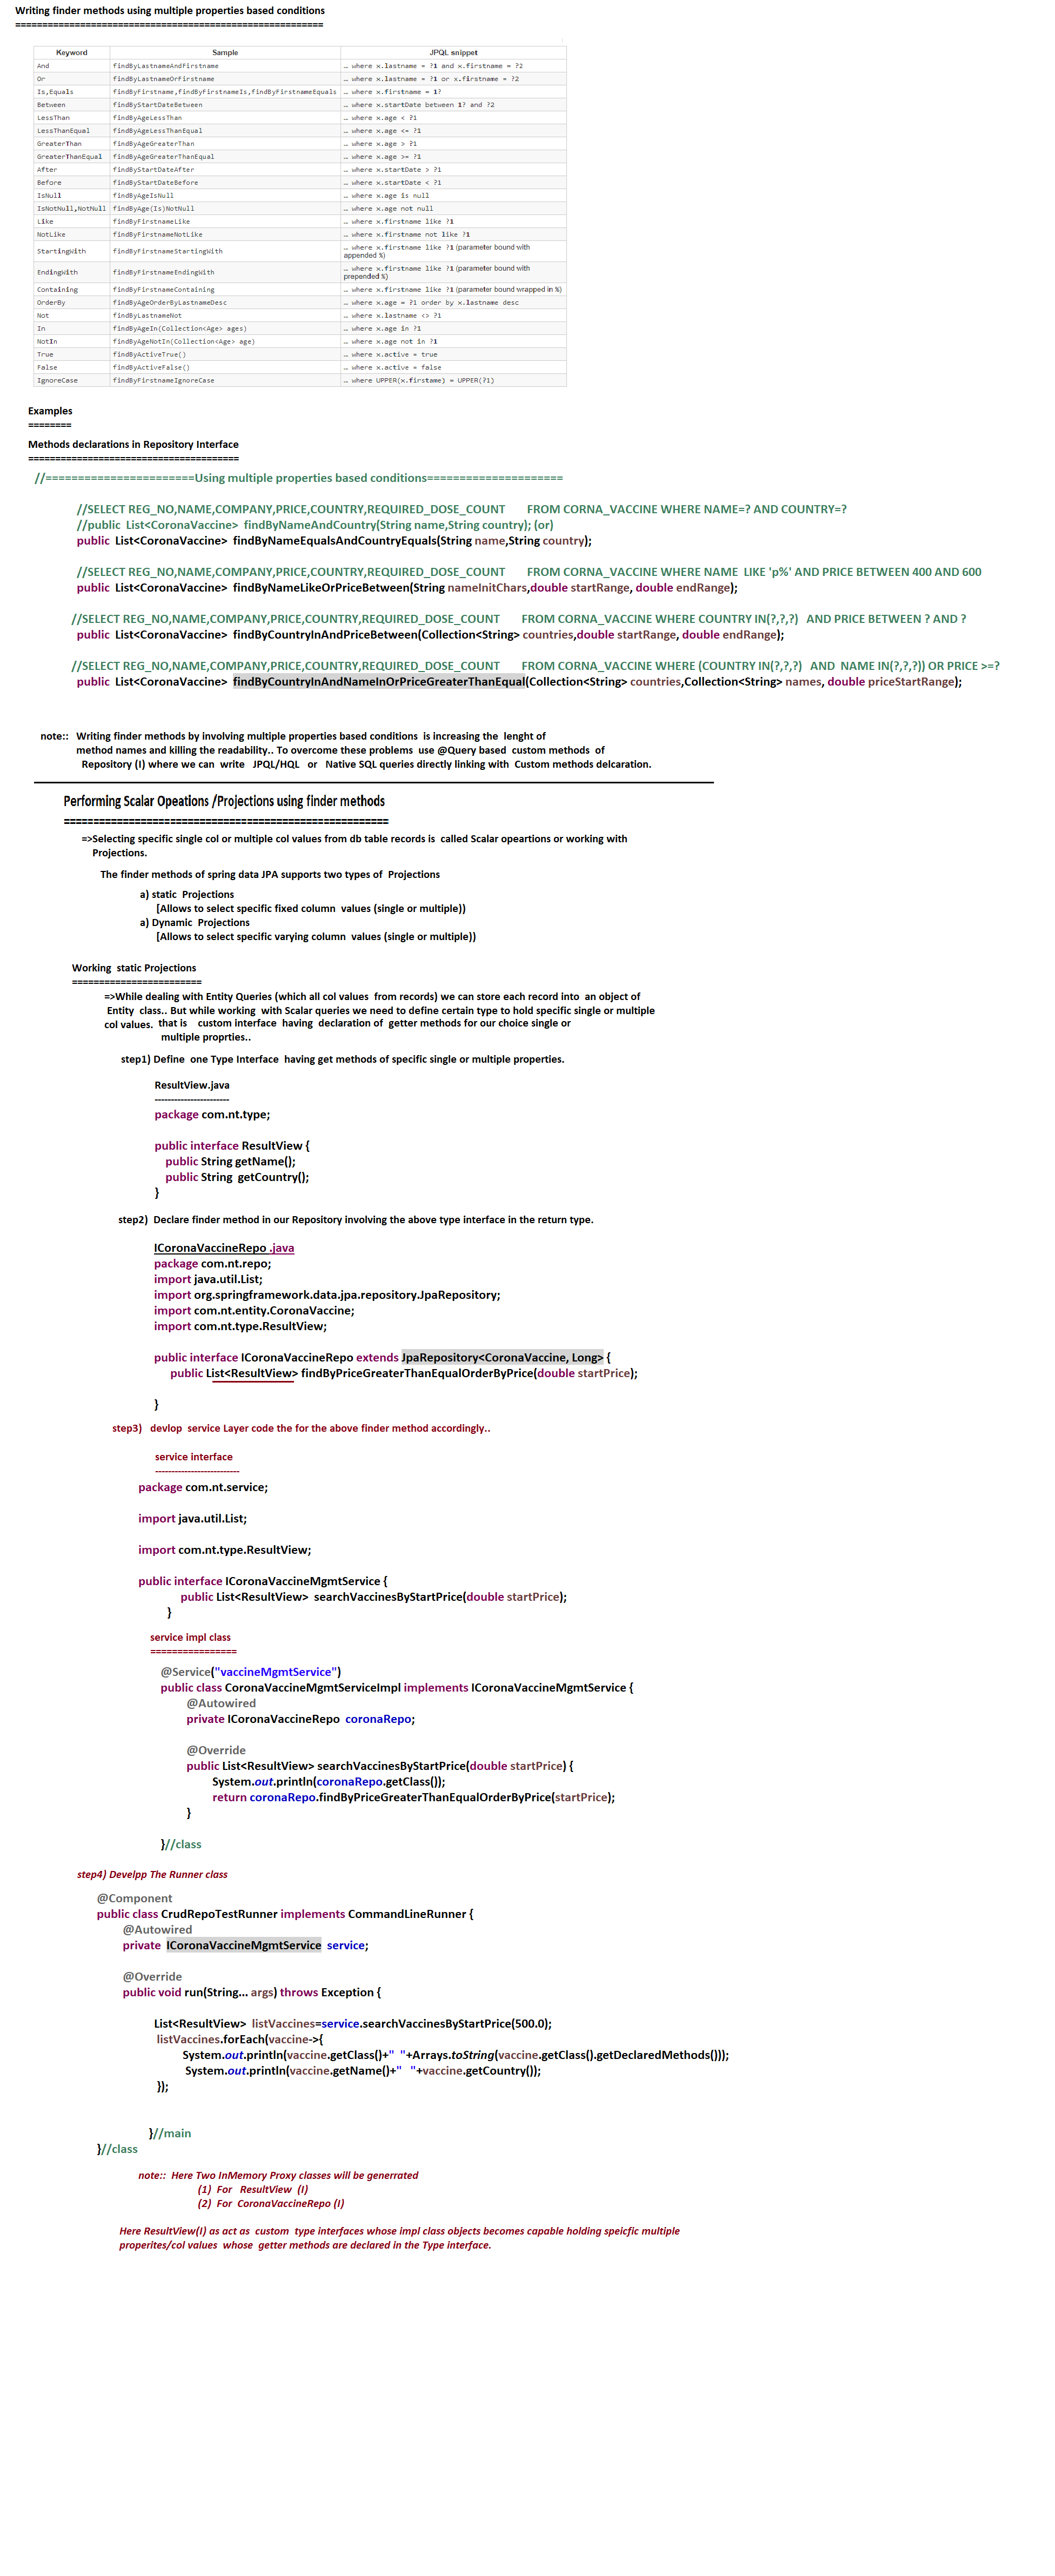 Writing finder methods using multiple properties based conditions
=========================================================
Keyword Sample JPQL snippet
And findByLastnameAndFirstname … where x.lastname = ?1 and x.firstname = ?2
Or findByLastnameOrFirstname … where x.lastname = ?1 or x.firstname = ?2
Is,Equals findByFirstname,findByFirstnameIs,findByFirstnameEquals … where x.firstname = 1?
Between findByStartDateBetween … where x.startDate between 1? and ?2
LessThan findByAgeLessThan … where x.age < ?1
LessThanEqual findByAgeLessThanEqual … where x.age <= ?1
GreaterThan findByAgeGreaterThan … where x.age > ?1
GreaterThanEqual findByAgeGreaterThanEqual … where x.age >= ?1
After findByStartDateAfter … where x.startDate > ?1
Before findByStartDateBefore … where x.startDate < ?1
IsNull findByAgeIsNull … where x.age is null
IsNotNull,NotNull findByAge(Is)NotNull … where x.age not null
Like findByFirstnameLike … where x.firstname like ?1
NotLike findByFirstnameNotLike … where x.firstname not like ?1
StartingWith findByFirstnameStartingWith … where x.firstname like ?1 (parameter bound with
appended %)
EndingWith findByFirstnameEndingWith … where x.firstname like ?1 (parameter bound with
prepended %)
Containing findByFirstnameContaining … where x.firstname like ?1 (parameter bound wrapped in %)
OrderBy findByAgeOrderByLastnameDesc … where x.age = ?1 order by x.lastname desc
Not findByLastnameNot … where x.lastname <> ?1
In findByAgeIn(Collection<Age> ages) … where x.age in ?1
NotIn findByAgeNotIn(Collection<Age> age) … where x.age not in ?1
True findByActiveTrue() … where x.active = true
False findByActiveFalse() … where x.active = false
IgnoreCase findByFirstnameIgnoreCase … where UPPER(x.firstame) = UPPER(?1)
Examples
========
Methods declarations in Repository Interface
=======================================
//=======================Using multiple properties based conditions=====================
//SELECT REG_NO,NAME,COMPANY,PRICE,COUNTRY,REQUIRED_DOSE_COUNT FROM CORNA_VACCINE WHERE NAME=? AND COUNTRY=?
//public List<CoronaVaccine> findByNameAndCountry(String name,String country); (or)
public List<CoronaVaccine> findByNameEqualsAndCountryEquals(String name,String country);
//SELECT REG_NO,NAME,COMPANY,PRICE,COUNTRY,REQUIRED_DOSE_COUNT FROM CORNA_VACCINE WHERE NAME LIKE 'p%' AND PRICE BETWEEN 400 AND 600
public List<CoronaVaccine> findByNameLikeOrPriceBetween(String nameInitChars,double startRange, double endRange);
//SELECT REG_NO,NAME,COMPANY,PRICE,COUNTRY,REQUIRED_DOSE_COUNT FROM CORNA_VACCINE WHERE COUNTRY IN(?,?,?) AND PRICE BETWEEN ? AND ?
public List<CoronaVaccine> findByCountryInAndPriceBetween(Collection<String> countries,double startRange, double endRange);
//SELECT REG_NO,NAME,COMPANY,PRICE,COUNTRY,REQUIRED_DOSE_COUNT FROM CORNA_VACCINE WHERE (COUNTRY IN(?,?,?) AND NAME IN(?,?,?)) OR PRICE >=?
public List<CoronaVaccine> findByCountryInAndNameInOrPriceGreaterThanEqual(Collection<String> countries,Collection<String> names, double priceStartRange);
note:: Writing finder methods by involving multiple properties based conditions is increasing the lenght of
method names and killing the readability.. To overcome these problems use @Query based custom methods of
Repository (I) where we can write JPQL/HQL or Native SQL queries directly linking with Custom methods delcaration.
Performing Scalar Opeations /Projections using finder methods
==================================================
=>Selecting specific single col or multiple col values from db table records is called Scalar opeartions or working with
Projections.
The finder methods of spring data JPA supports two types of Projections
a) static Projections
[Allows to select specific fixed column values (single or multiple))
a) Dynamic Projections
[Allows to select specific varying column values (single or multiple))
Working static Projections
========================
=>While dealing with Entity Queries (which all col values from records) we can store each record into an object of
Entity class.. But while working with Scalar queries we need to define certain type to hold specific single or multiple
col values. that is custom interface having declaration of getter methods for our choice single or
multiple proprties..
step1) Define one Type Interface having get methods of specific single or multiple properties.
ResultView.java
-----------------------
package com.nt.type;
public interface ResultView {
public String getName();
public String getCountry();
}
step2) Declare finder method in our Repository involving the above type interface in the return type.
ICoronaVaccineRepo .java
package com.nt.repo;
import java.util.List;
import org.springframework.data.jpa.repository.JpaRepository;
import com.nt.entity.CoronaVaccine;
import com.nt.type.ResultView;
public interface ICoronaVaccineRepo extends JpaRepository<CoronaVaccine, Long> {
public List<ResultView> findByPriceGreaterThanEqualOrderByPrice(double startPrice);
}
step3) devlop service Layer code the for the above finder method accordingly..
service interface
--------------------------
package com.nt.service;
import java.util.List;
import com.nt.type.ResultView;
public interface ICoronaVaccineMgmtService {
public List<ResultView> searchVaccinesByStartPrice(double startPrice);
}
service impl class
================
@Service("vaccineMgmtService")
public class CoronaVaccineMgmtServiceImpl implements ICoronaVaccineMgmtService {
@Autowired
private ICoronaVaccineRepo coronaRepo;
@Override
public List<ResultView> searchVaccinesByStartPrice(double startPrice) {
System.out.println(coronaRepo.getClass());
return coronaRepo.findByPriceGreaterThanEqualOrderByPrice(startPrice);
}
}//class
step4) Develpp The Runner class
@Component
public class CrudRepoTestRunner implements CommandLineRunner {
@Autowired
private ICoronaVaccineMgmtService service;
@Override
public void run(String... args) throws Exception {
List<ResultView> listVaccines=service.searchVaccinesByStartPrice(500.0);
listVaccines.forEach(vaccine->{
System.out.println(vaccine.getClass()+" "+Arrays.toString(vaccine.getClass().getDeclaredMethods()));
System.out.println(vaccine.getName()+" "+vaccine.getCountry());
});
}//main
}//class
note:: Here Two InMemory Proxy classes will be generrated
(1) For ResultView (I)
(2) For CoronaVaccineRepo (I)
Here ResultView(I) as act as custom type interfaces whose impl class objects becomes capable holding speicfic multiple
properites/col values whose getter methods are declared in the Type interface.